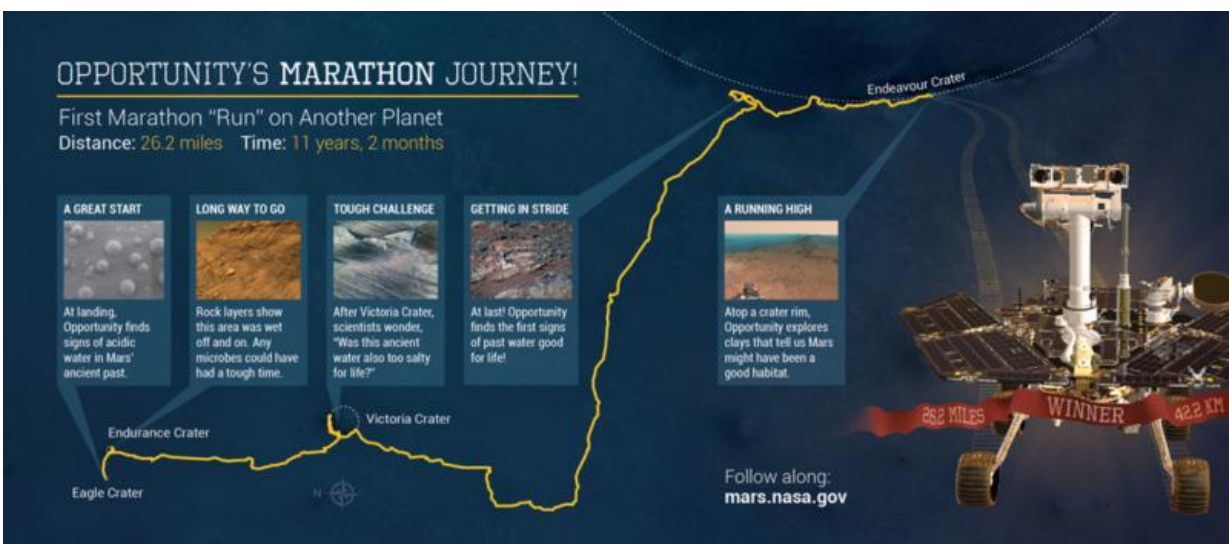 OPPORTUNITY'S MARATHON JOURNEY!
First Marathon "Run" on Another Planet
Distance: 26.2 miles Time: 11 years, 2 months
Endeavour Crater
A GREAT START
At landing,
Opportunity finds
signs of acidic
water in Mars'
ancient past.
LONG WAY TO GO
Rock layers show
this area was wet
off and on. Any
microbes could have
had a tough time.
TOUGH CHALLENGE
After Victoria Crater,
scientists wonder,
"Was this ancient
water also too salty
for life?"
GETTING IN STRIDE
At last! Opportunity
finds the first signs
of past water good
for life!
A RUNNING HIGH
Atop a crater rim,
Opportunity explores
clays that tell us Mars
might have been a
good habitat.
26.2 MILES
WINNER
42.2 KM
Victoria Crater
Endurance Crater
Eagle Crater
N
Follow along:
mars.nasa.gov